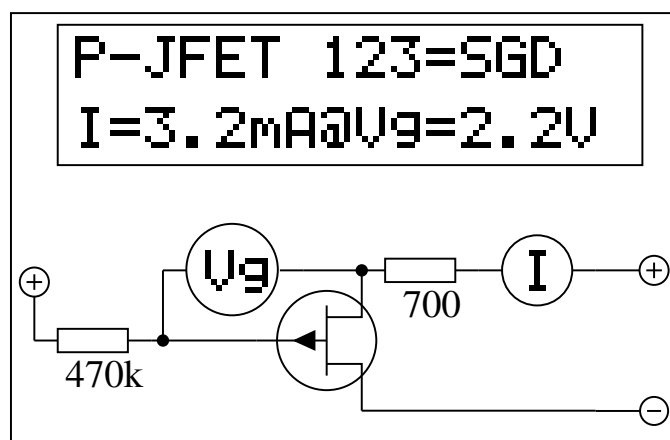 P-JFET 123=SGD
I=3.2mA@Vg=2.2V
Vg
I
+
+
700
470k
−